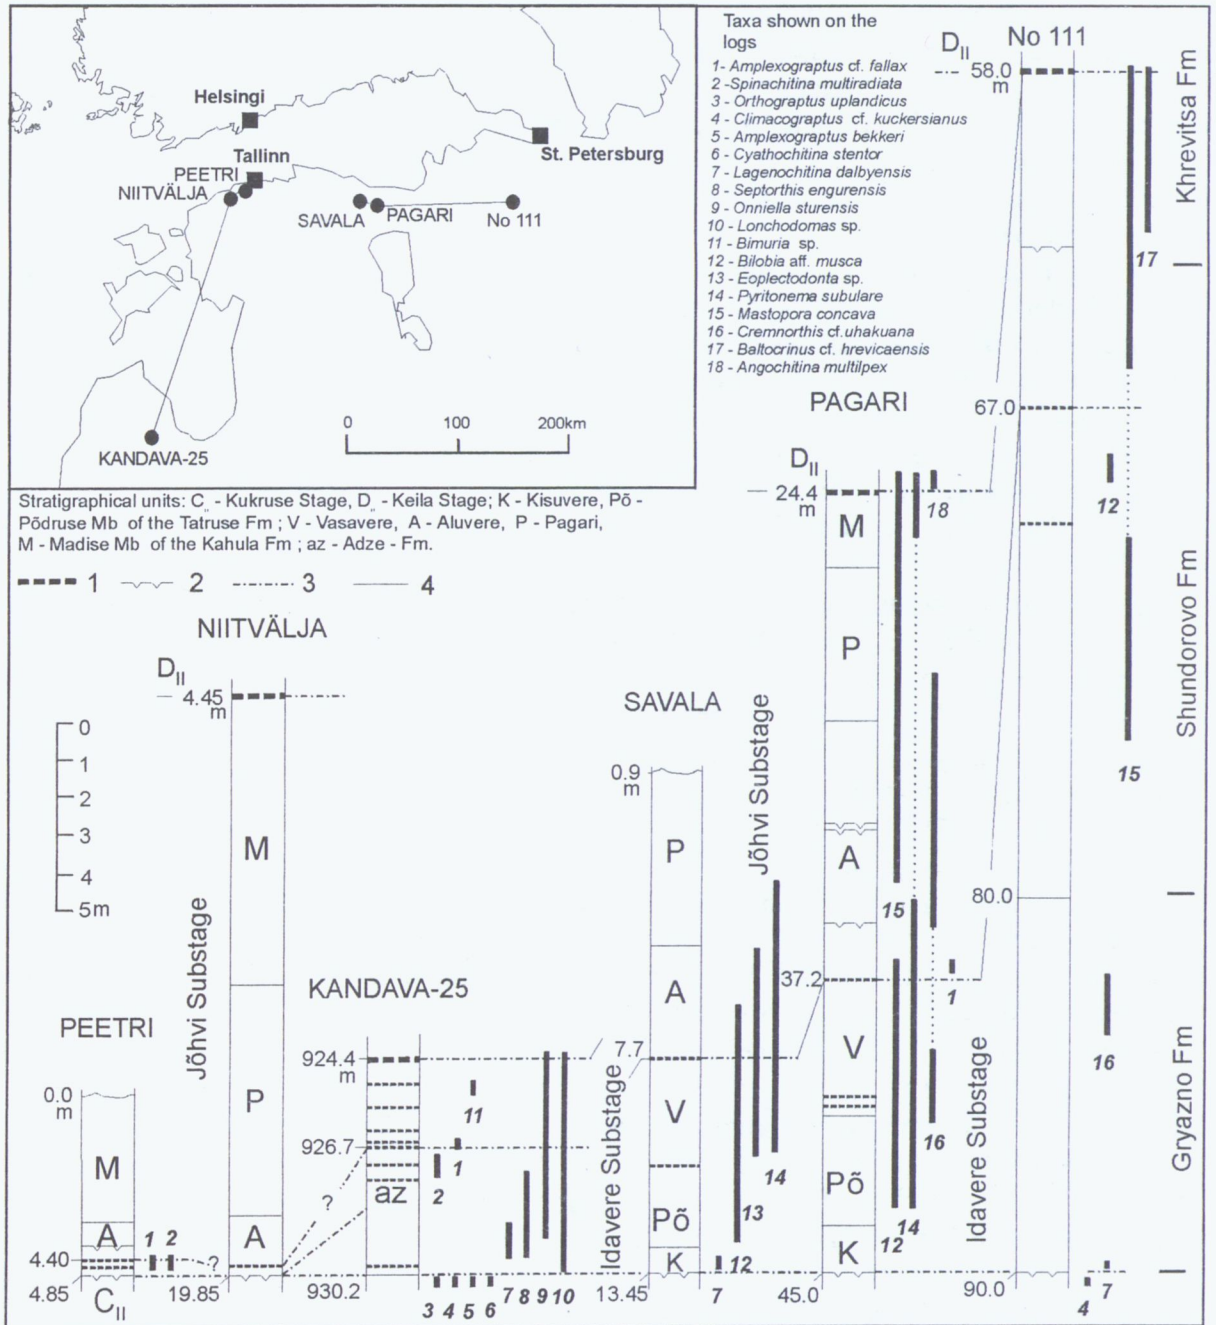 Helsingi
Tallinn
St. Petersburg
PEETRI
NIITVÄLJA
SAVALA
PAGARI
No 111
KANDAVA-25
0 100 200km
Taxa shown on the
logs
1- Amplexograptus cf. fallax
2 -Spinachitina multiradiata
3 - Orthograptus uplandicus
4 - Climacograptus cf. kuckersianus
5 - Amplexograptus bekkeri
6 - Cyathochitina stentor
7 - Lagenochitina dalbyensis
8 - Septorthis engurensis
9 - Onniella sturensis
10 - Lonchodomas sp.
11 - Bimuria sp.
12 - Bilobia aff. musca
13 - Eoplectodonta sp.
14 - Pyritonema subulare
15 - Mastopora concava
16 - Cremnorthis cf.uhakuana
17 - Baltocrinus cf. hrevicaensis
18 - Angochitina multilpex
Stratigraphical units: C„ - Kukruse Stage, D„ - Keila Stage; K - Kisuvere, Põ -
Põdruse Mb of the Tatruse Fm ; V - Vasavere, A - Aluvere, P - Pagari,
M - Madise Mb of the Kahula Fm ; az - Adze - Fm.
1 2 3 4
0
1
2
3
4
5m
PEETRI
0.0
m
M
A
1 2
4.40
4.85
C II
?
NIITVÄLJA
D II
4.45
m
M
Jõhvi Substage
P
A
19.85
?
KANDAVA-25
924.4
m
926.7
az
930.2
11
1
2
3 4 5 6
7 8 9 10
Idavere Substage
SAVALA
0.9
m
P
A
7.7
V
Põ
K
13.45
Jõhvi Substage
14
13
12
7
PAGARI
D II
24.4
m
M
P
A
37.2
V
Põ
K
45.0
18
15
1
16
14
12
Idavere Substage
No 111
D II
58.0
m
67.0
80.0
90.0
17
12
15
16
7
4
Khrevitsa Fm
Shundorovo Fm
Gryazno Fm